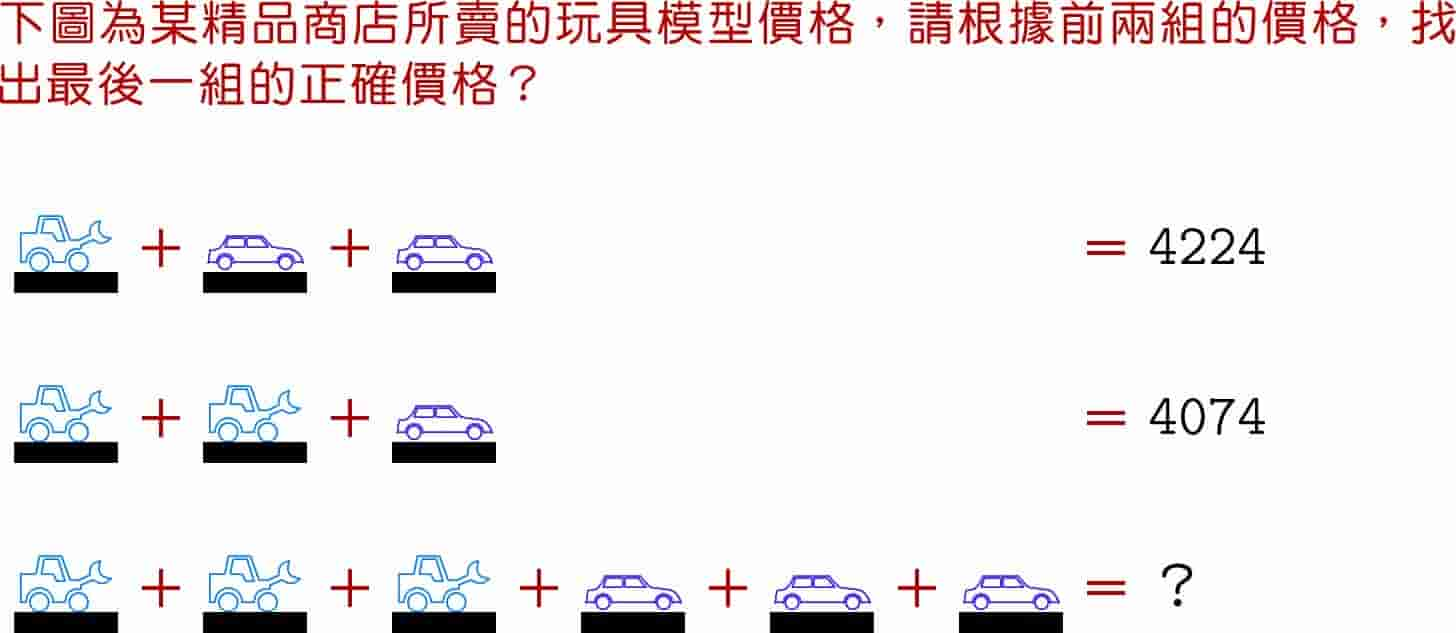 下圖為某精品商店所賣的玩具模型價格，請根據前兩組的價格，找
出最後一組的正確價格？
+ + = 4224
+ + = 4074
+ + + + + = ?